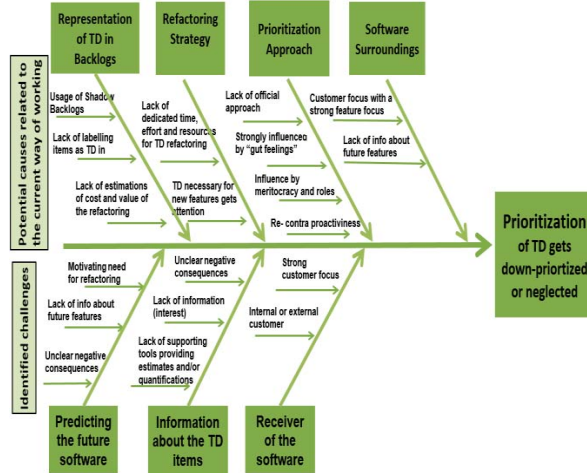 Representation
of TD in
Backlogs
Refactoring
Strategy
Prioritization
Approach
Software
Surroundings
Potential causes related to
the current way of working
Usage of Shadow
Backlogs
Lack of labelling
items as TD in
Lack of estimations
of cost and value of
the refactoring
Lack of
dedicated time,
effort and resources
for TD refactoring
TD necessary for
new features gets
attention
Lack of official
approach
Strongly influenced
by “gut feelings”
Influence by
meritocracy and roles
Re- contra proactiviness
Customer focus with a
strong feature focus
Lack of info about
future features
Prioritization
of TD gets
down-priortized
or neglected
Identified challenges
Motivating need
for refactoring
Lack of info about
future features
Unclear negative
consequences
Unclear negative
consequences
Lack of information
(interest)
Lack of supporting
tools providing
estimates and/or
quantifications
Strong
customer focus
Internal or external
customer
Predicting
the future
software
Information
about the TD
items
Receiver
of the
software